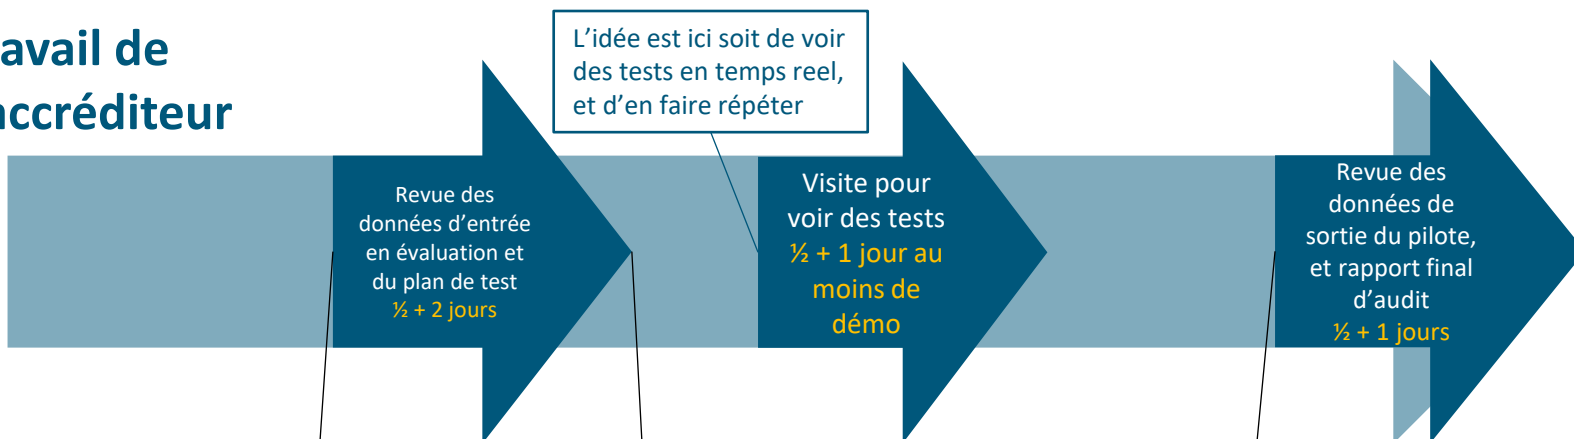 avail de
accréditeur
L’idée est ici soit de voir
des tests en temps reel,
et d’en faire répéter
Revue des
données d’entrée
en évaluation et
du plan de test
½ + 2 jours
Visite pour
voir des tests
½ + 1 jour au
moins de
démo
Revue des
données de
sortie du pilote,
et rapport final
d’audit
½ + 1 jours